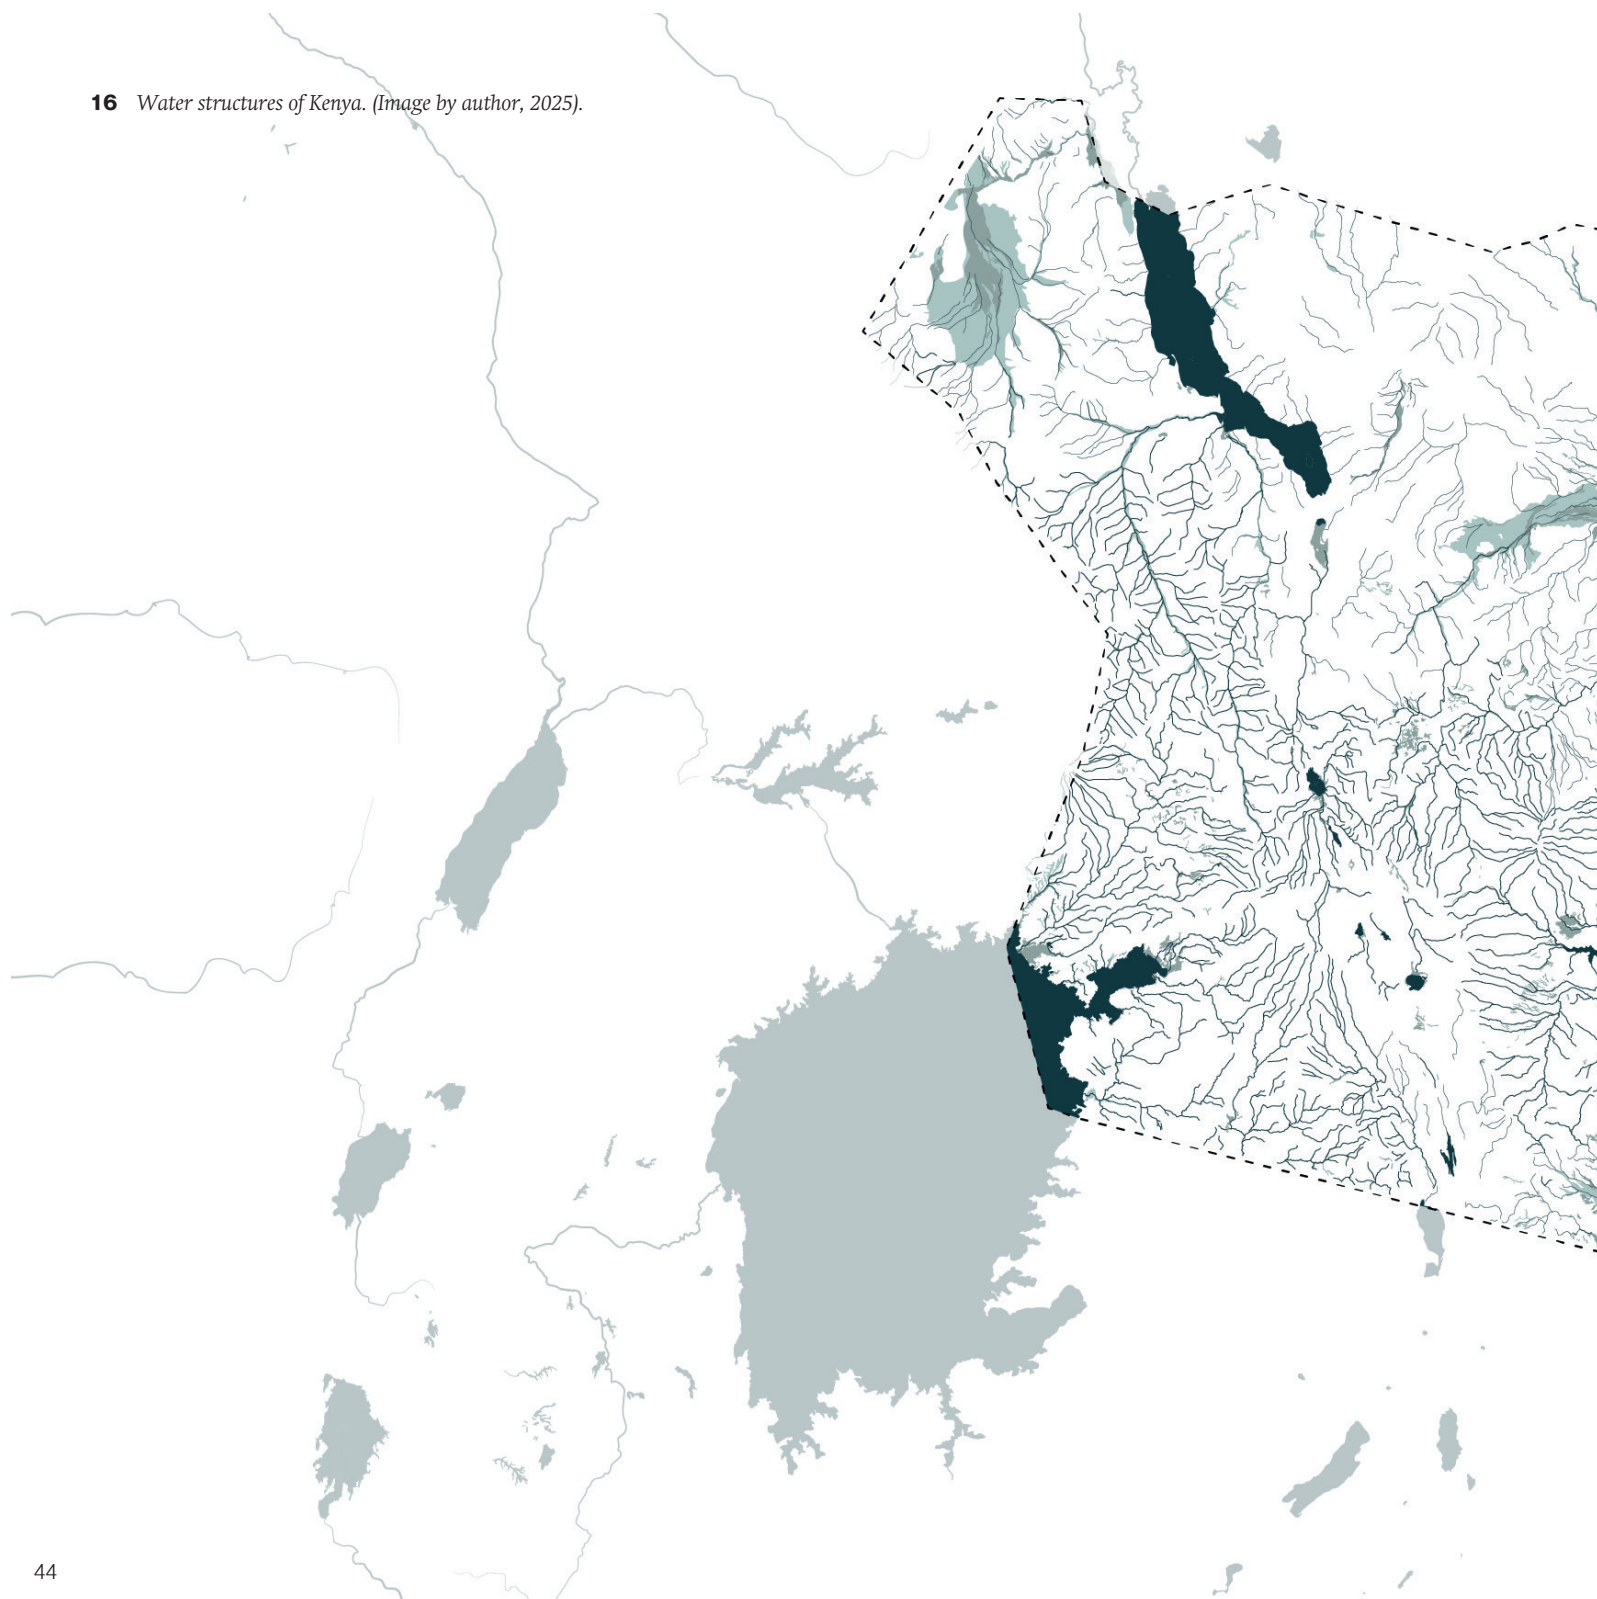 16 Water structures of Kenya. (Image by author, 2025).
44